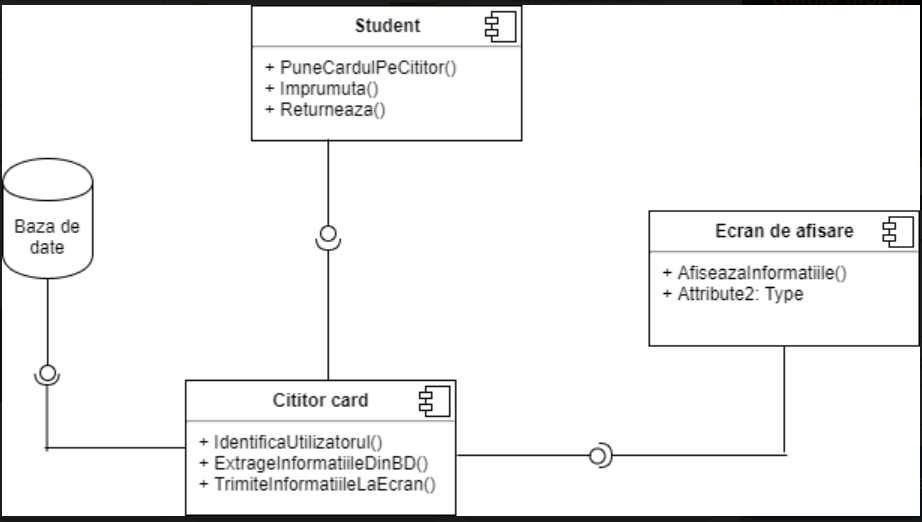 Student
+ PuneCardulPeCititor()
+ Imprumuta()
+ Returneaza()
Baza de
date
Ecran de afisare
+ AfiseazaInformatiile()
+ Attribute2: Type
Cititor card
+ IdentificaUtilizatorul()
+ ExtrageInformatiileDinBD()
+ TrimiteInformatiileLaEcran()